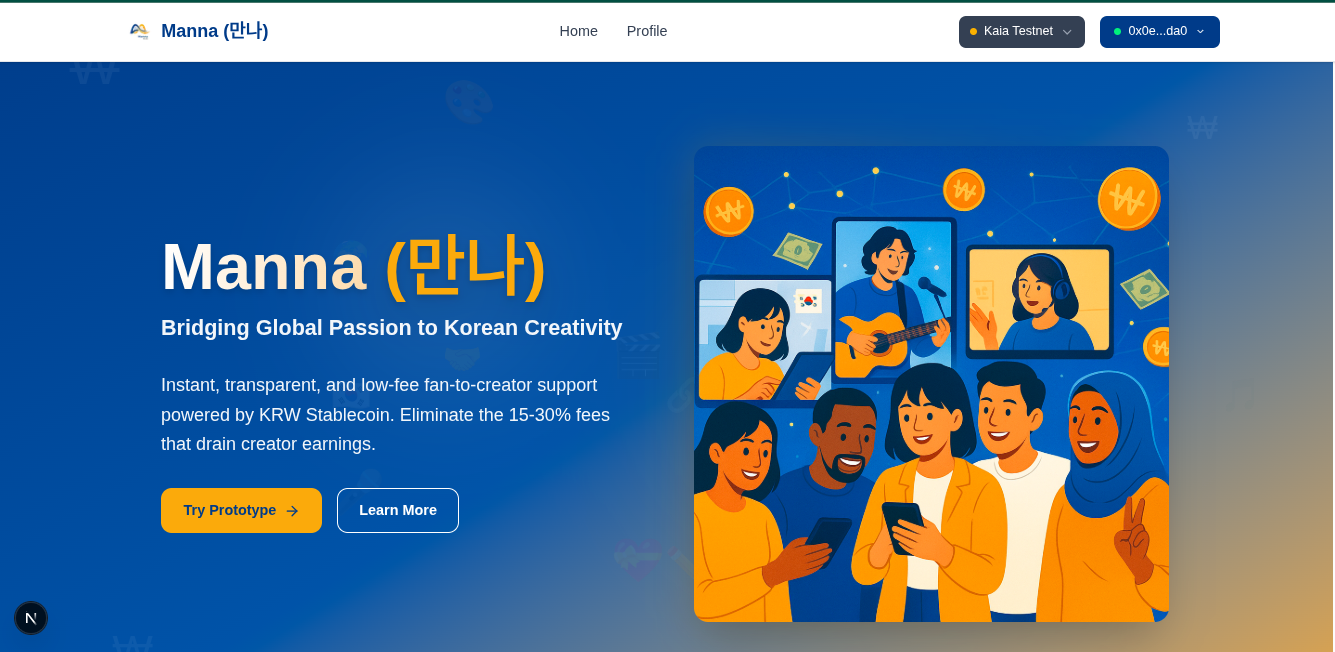 Manna (만나)
Home
Profile
Kaia Testnet
0x0e...da0
Manna (만나)
Bridging Global Passion to Korean Creativity
Instant, transparent, and low-fee fan-to-creator support
powered by KRW Stablecoin. Eliminate the 15-30% fees
that drain creator earnings.
Try Prototype →
Learn More
N
₩
₩
₩
₩